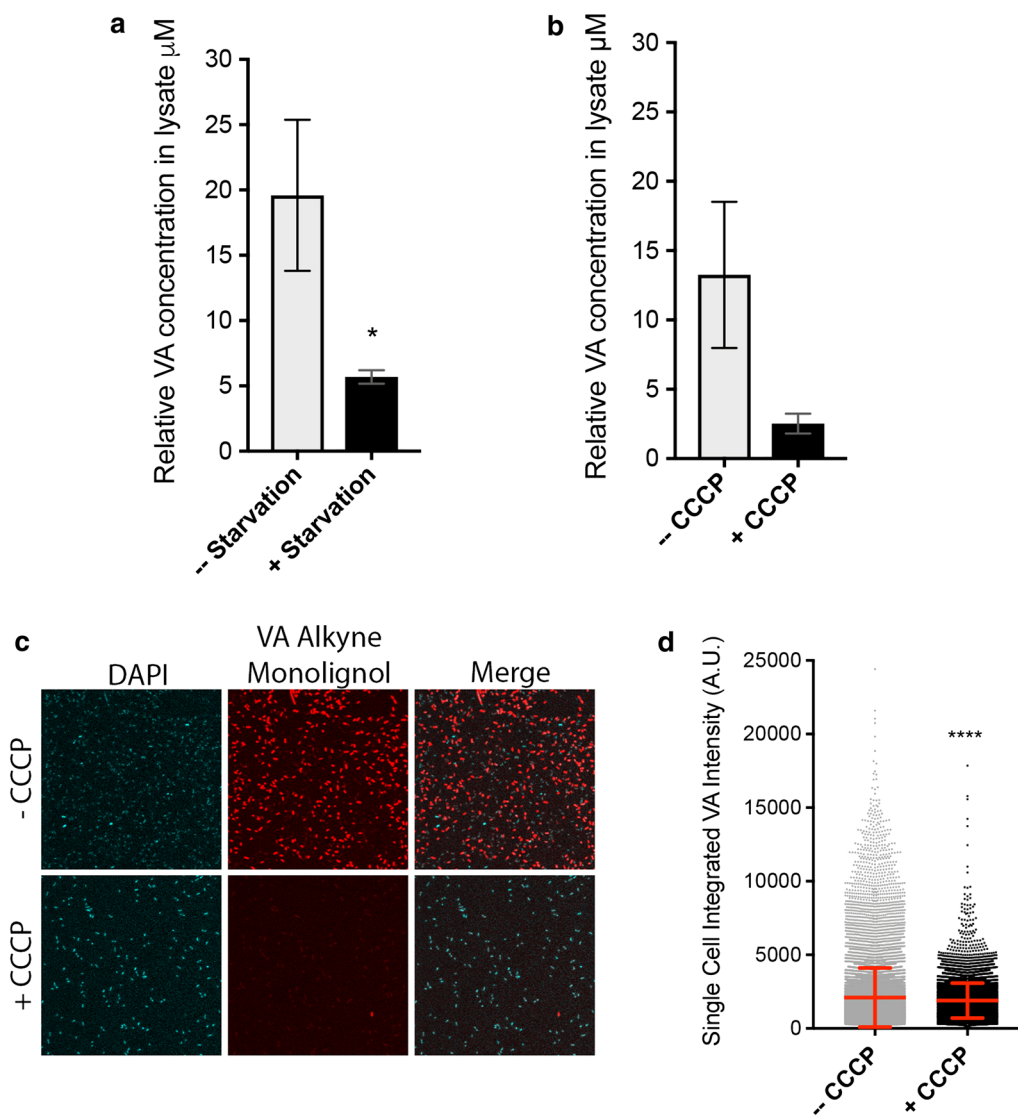 a
Relative VA concentration in lysate μM
30
25
20
15
10
5
0
*
-- Starvation
+ Starvation
b
Relative VA concentration in lysate μM
30
25
20
15
10
5
0
-- CCCP
+ CCCP
c
DAPI
VA Alkyne
Monolignol
Merge
- CCCP
+ CCCP
d
Single Cell Integrated VA Intensity (A.U.)
25000
20000
15000
10000
5000
0
****
-- CCCP
+ CCCP